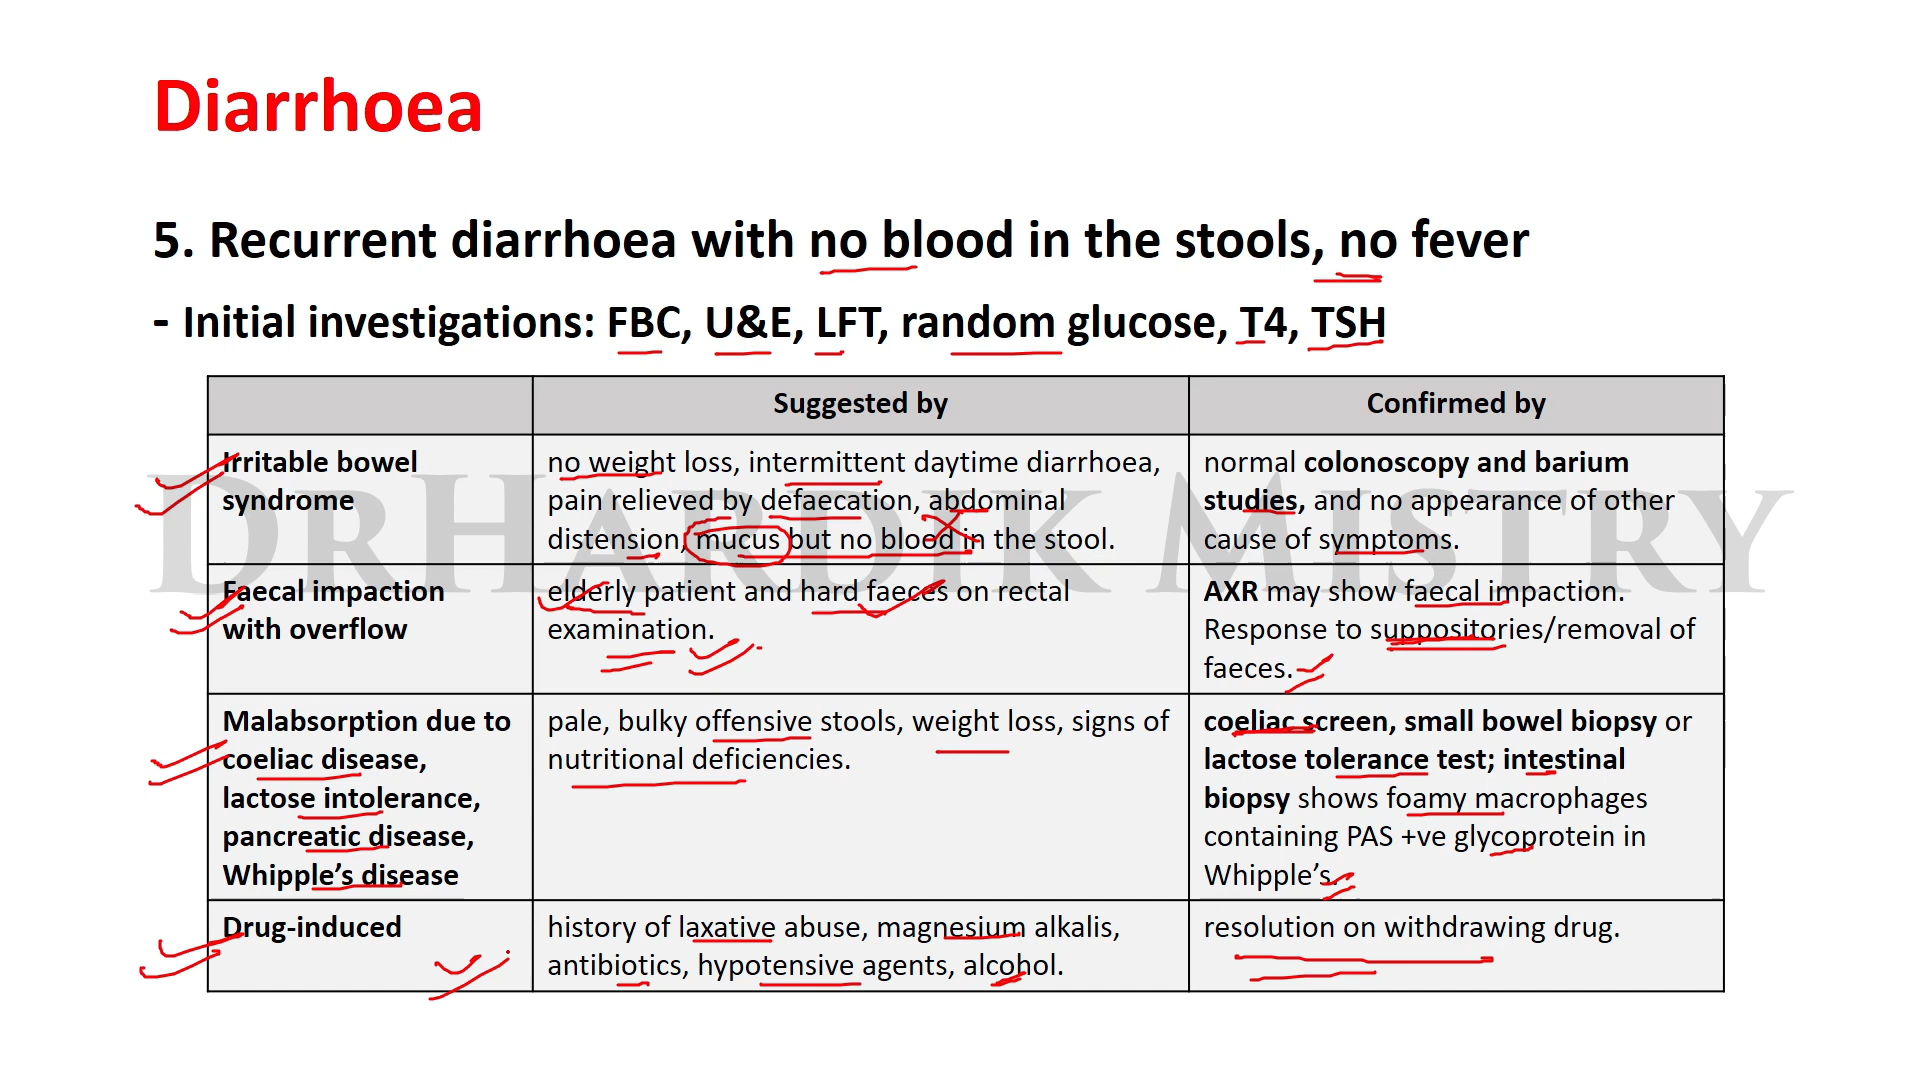 Diarrhoea
5. Recurrent diarrhoea with no blood in the stools, no fever
- Initial investigations: FBC, U&E, LFT, random glucose, T4, TSH
Suggested by
Confirmed by
Irritable bowel
syndrome
no weight loss, intermittent daytime diarrhoea,
pain relieved by defaecation, abdominal
distension, mucus but no blood in the stool.
normal colonoscopy and barium
studies, and no appearance of other
cause of symptoms.
Faecal impaction
with overflow
elderly patient and hard faeces on rectal
examination.
AXR may show faecal impaction.
Response to suppositories/removal of
faeces.
Malabsorption due to
coeliac disease,
lactose intolerance,
pancreatic disease,
Whipple’s disease
pale, bulky offensive stools, weight loss, signs of
nutritional deficiencies.
coeliac screen, small bowel biopsy or
lactose tolerance test; intestinal
biopsy shows foamy macrophages
containing PAS +ve glycoprotein in
Whipple’s.
Drug-induced
history of laxative abuse, magnesium alkalis,
antibiotics, hypotensive agents, alcohol.
resolution on withdrawing drug.
DRHARDIK MISTRY